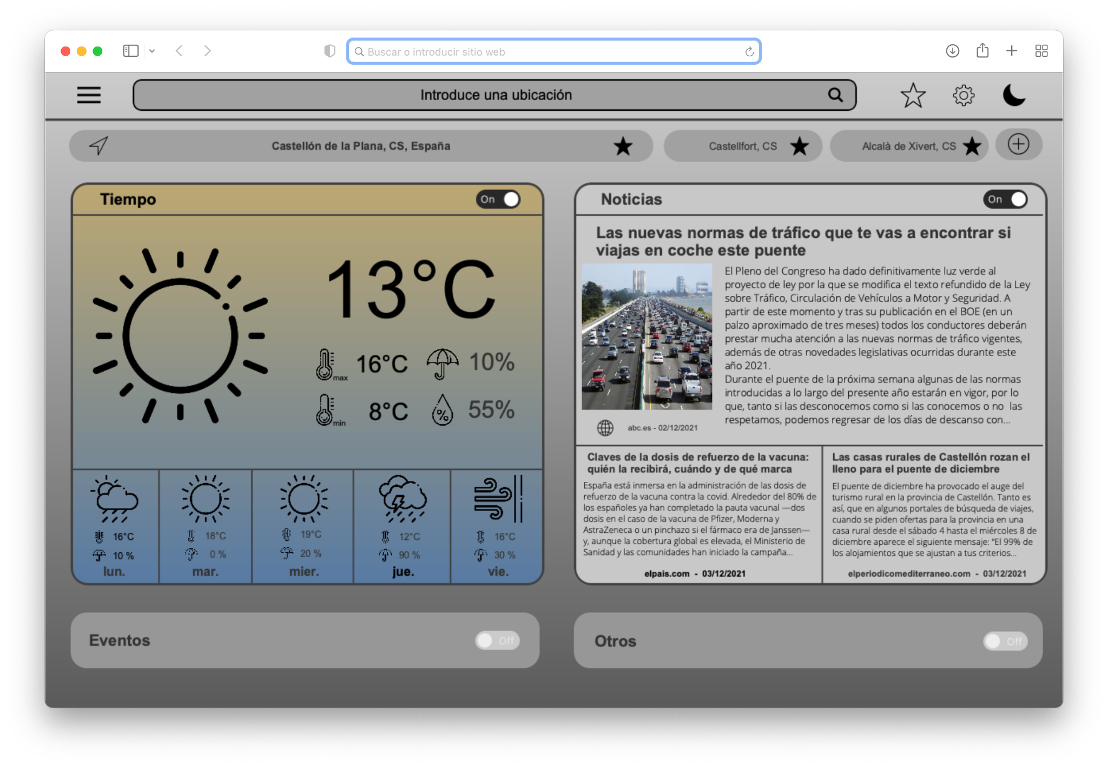 Buscar o introducir sitio web
Introduce una ubicación
Castellón de la Plana, CS, España
Castellfort, CS
Alcalà de Xivert, CS
Tiempo
On
13°C
max
16°C
10%
min
8°C
%
55%
16°C
10 %
lun.
18°C
0 %
mar.
19°C
20 %
mier.
12°C
90 %
jue.
16°C
30 %
vie.
Noticias
On
Las nuevas normas de tráfico que te vas a encontrar si
viajas en coche este puente
El Pleno del Congreso ha dado definitivamente luz verde al
proyecto de ley por la que se modifica el texto refundido de la Ley
sobre Tráfico, Circulación de Vehículos a Motor y Seguridad. A
partir de este momento y tras su publicación en el BOE (en un
palzo aproximado de tres meses) todos los conductores deberán
prestar mucha atención a las nuevas normas de tráfico vigentes,
además de otras novedades legislativas ocurridas durante este
año 2021.
Durante el puente de la próxima semana algunas de las normas
introducidas a lo largo del presente año estarán en vigor, por lo
que, tanto si las desconocemos como si las conocemos o no las
respetamos, podemos regresar de los días de descanso con...
abc.es - 02/12/2021
Claves de la dosis de refuerzo de la vacuna:
quién la recibirá, cuándo y de qué marca
España está inmersa en la administración de las dosis de
refuerzo de la vacuna contra la covid. Alrededor del 80% de
los españoles ya han completado la pauta vacunal —dos
dosis en el caso de la vacuna de Pfizer, Moderna y
AstraZeneca o un pinchazo si el fármaco era de Janssen—
y, aunque la cobertura global es elevada, el Ministerio de
Sanidad y las comunidades han iniciado la campaña...
elpais.com - 03/12/2021
Las casas rurales de Castellón rozan el
lleno para el puente de diciembre
El puente de diciembre ha provocado el auge del
turismo rural en la provincia de Castellón. Tanto es
así, que en algunos portales de búsqueda de viajes,
cuando se piden ofertas para la provincia en una
casa rural desde el sábado 4 hasta el miércoles 8 de
diciembre aparece el siguiente mensaje: "El 99% de
los alojamientos que se ajustan a tus criterios...
elperiodicomediterraneo.com - 03/12/2021
Eventos
Off
Otros
Off